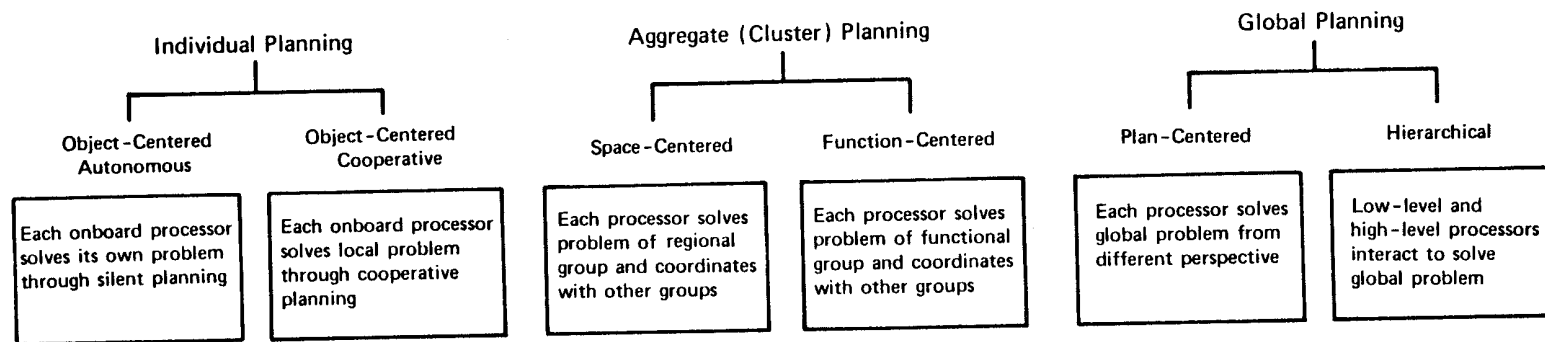 Individual Planning
Object-Centered
Autonomous
Each onboard processor
solves its own problem
through silent planning
Object-Centered
Cooperative
Each onboard processor
solves local problem
through cooperative
planning
Aggregate (Cluster) Planning
Space-Centered
Each processor solves
problem of regional
group and coordinates
with other groups
Function-Centered
Each processor solves
problem of functional
group and coordinates
with other groups
Global Planning
Plan-Centered
Each processor solves
global problem from
different perspective
Hierarchical
Low-level and
high-level processors
interact to solve
global problem